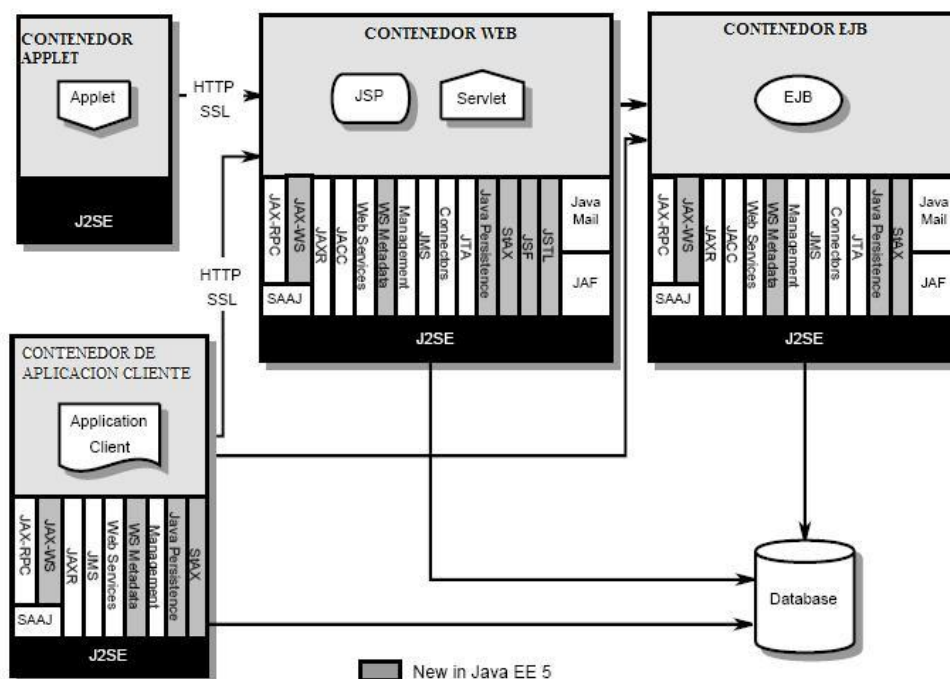 CONTENEDOR
APPLET
Applet
J2SE
HTTP
SSL
CONTENEDOR WEB
JSP
Servlet
JAX-RPC
JAX-WS
SAAJ
JAXR
JACC
Web Services
WS Metadata
Management
JMS
Connectors
JTA
Java Persistence
StAX
JSF
JSTL
Java
Mail
JAF
J2SE
CONTENEDOR EJB
EJB
JAX-RPC
JAX-WS
SAAJ
JAXR
JACC
Web Services
WS Metadata
Management
JMS
Connectors
JTA
Java Persistence
StAX
Java
Mail
JAF
J2SE
HTTP
SSL
CONTENEDOR DE
APLICACION CLIENTE
Application
Client
JAX-RPC
JAX-WS
SAAJ
JAXR
JMS
Web Services
WS Metadata
Management
Java Persistence
StAX
J2SE
Database
New in Java EE 5